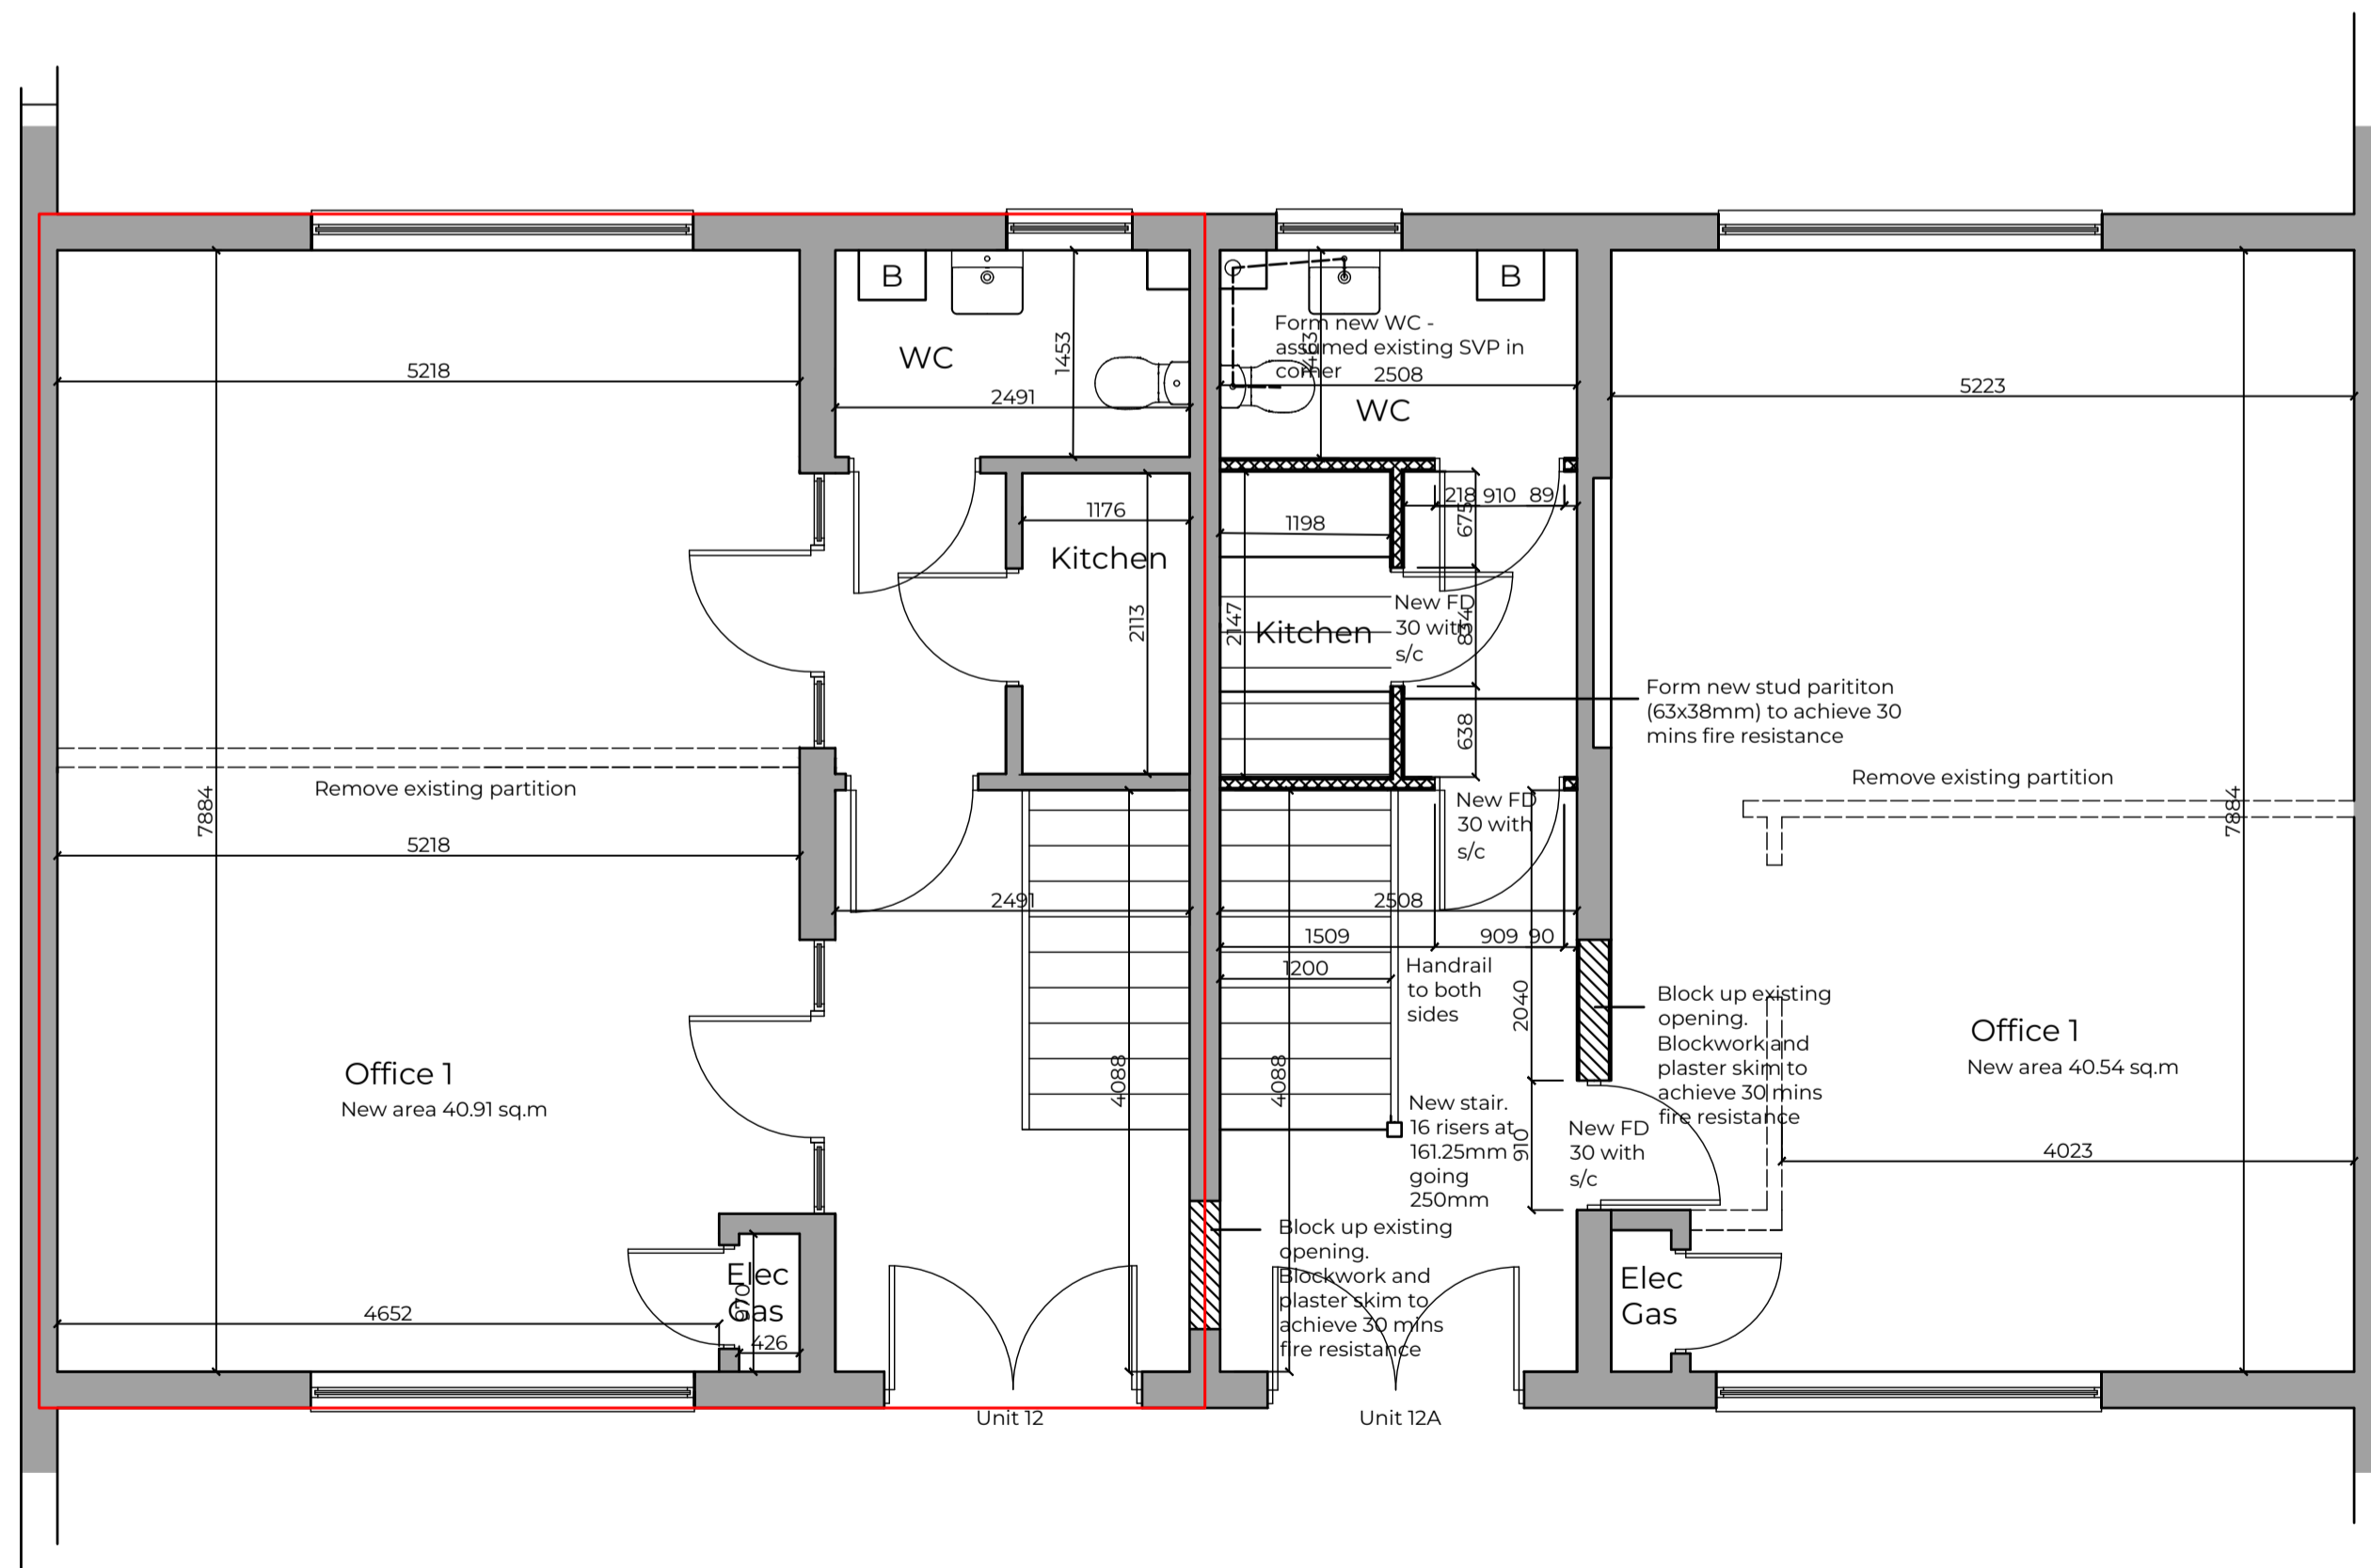 B
B
WC
1453
2491
Form new WC -
assumed existing SVP in
corner
1453
2508
WC
5218
5223
1176
Kitchen
2113
1198
2147
Kitchen
218
910
89
675
New FD
30 with
s/c
834
638
Form new stud parititon
(63x38mm) to achieve 30
mins fire resistance
Remove existing partition
7884
5218
Remove existing partition
7884
New FD
30 with
s/c
2491
2508
1509
909
90
1200
Handrail
to both
sides
2040
Block up existing
opening.
Blockwork and
plaster skim to
achieve 30 mins
fire resistance
Office 1
New area 40.91 sq.m
Office 1
New area 40.54 sq.m
4088
4088
New stair.
16 risers at
161.25mm
going
250mm
910
New FD
30 with
s/c
4023
Block up existing
opening.
Blockwork and
plaster skim to
achieve 30 mins
fire resistance
Elec
Gas
970
426
4652
Elec
Gas
Unit 12
Unit 12A